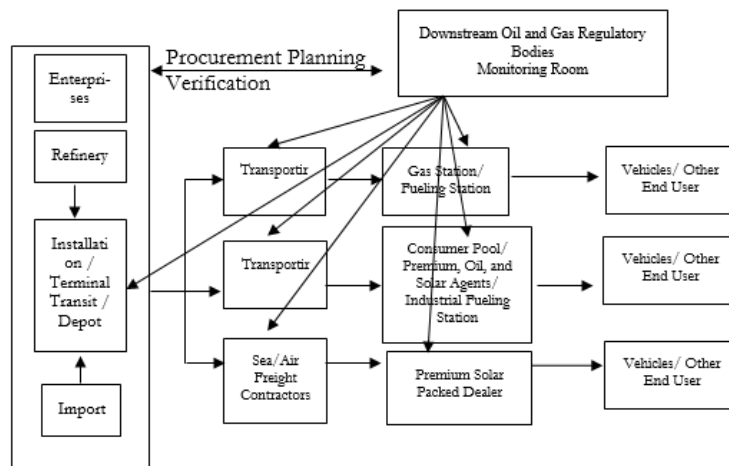 Downstream Oil and Gas Regulatory
Bodies
Monitoring Room
Procurement Planning
Verification
Enterpri-
ses
Refinery
Installati
on /
Terminal
Transit /
Depot
Import
Transportir
Gas Station/
Fueling Station
Vehicles/ Other
End User
Transportir
Consumer Pool/
Premium, Oil, and
Solar Agents/
Industrial Fueling
Station
Vehicles/ Other
End User
Sea/Air
Freight
Contractors
Premium Solar
Packed Dealer
Vehicles/ Other
End User